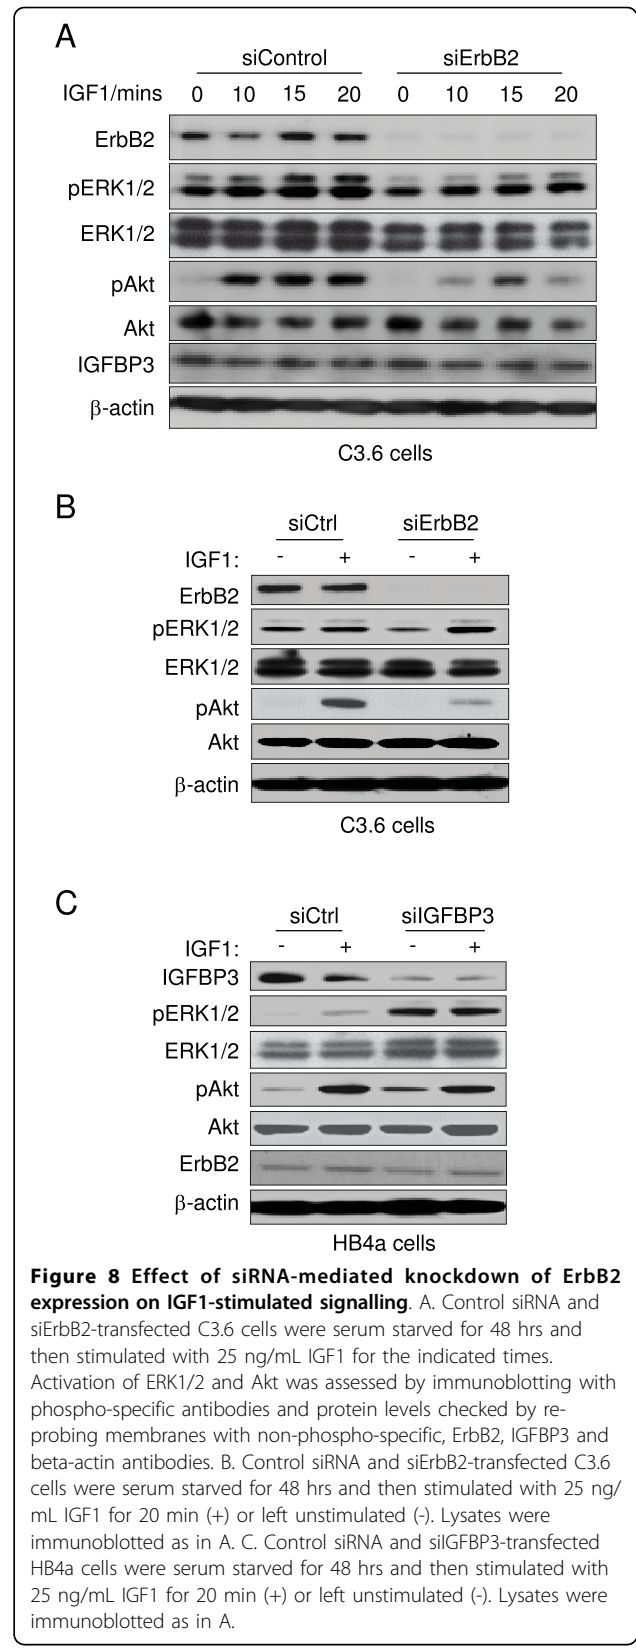 A
siControl siErbB2
IGF1/mins 0 10 15 20 0 10 15 20
ErbB2
pERK1/2
ERK1/2
pAkt
Akt
IGFBP3
β-actin
C3.6 cells
B
siCtrl siErbB2
IGF1: - + - +
ErbB2
pERK1/2
ERK1/2
pAkt
Akt
β-actin
C3.6 cells
C
siCtrl siIGFBP3
IGF1: - + - +
IGFBP3
pERK1/2
ERK1/2
pAkt
Akt
ErbB2
β-actin
HB4a cells
Figure 8 Effect of siRNA-mediated knockdown of ErbB2
expression on IGF1-stimulated signalling. A. Control siRNA and
siErbB2-transfected C3.6 cells were serum starved for 48 hrs and
then stimulated with 25 ng/mL IGF1 for the indicated times.
Activation of ERK1/2 and Akt was assessed by immunoblotting with
phospho-specific antibodies and protein levels checked by re-
probing membranes with non-phospho-specific, ErbB2, IGFBP3 and
beta-actin antibodies. B. Control siRNA and siErbB2-transfected C3.6
cells were serum starved for 48 hrs and then stimulated with 25 ng/
mL IGF1 for 20 min (+) or left unstimulated (-). Lysates were
immunoblotted as in A. C. Control siRNA and siIGFBP3-transfected
HB4a cells were serum starved for 48 hrs and then stimulated with
25 ng/mL IGF1 for 20 min (+) or left unstimulated (-). Lysates were
immunoblotted as in A.